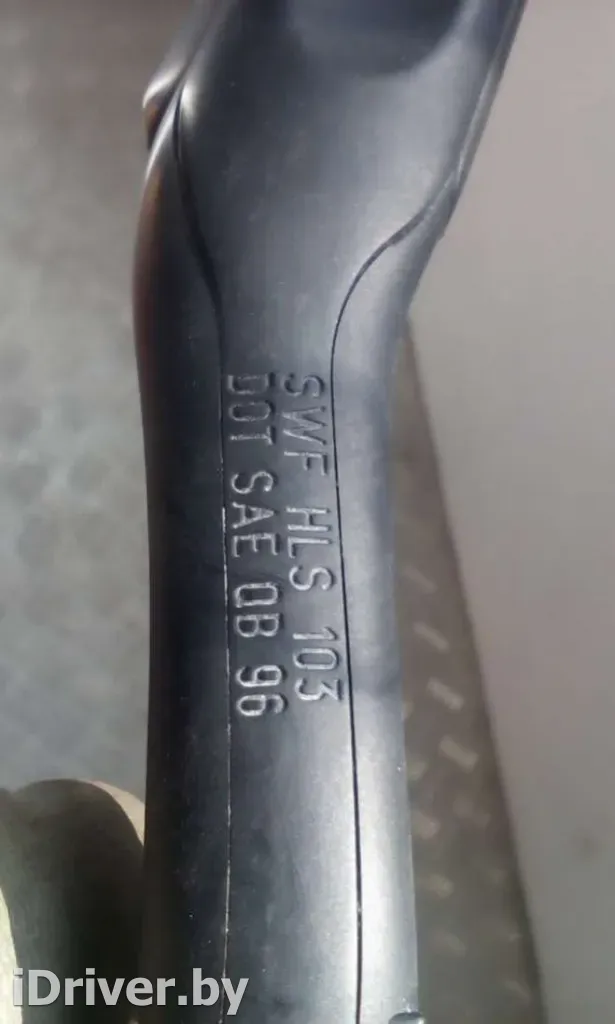 SWF HLS 103
DOT SAE QB 96
iDriver.by